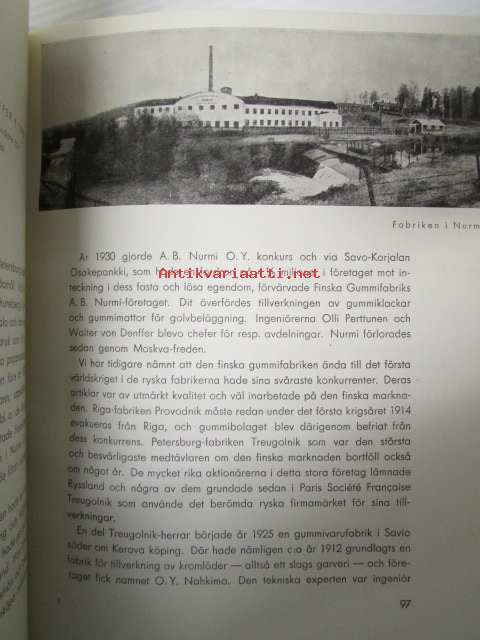 Fabriken i Nurm
År 1930 gjorde A. B. Nurmi O. Y. konkurs och via Savo-Karjalan
Osakepankki, som i företaget mot in-
antikvariaatti.net
teckning i dess fasta och lösa egendom, förvärvade Finska Gummifabriks
A. B. Nurmi-företaget. Dit överfördes tillverkningen av gummiklackar
och gummimattor för golvbeläggning. Ingeniörerna Olli Perttunen och
Walter von Denffer blevo chefer för resp. avdelningar. Nurmi förlorades
sedan genom Moskva-freden.
Vi har tidigare nämnt att den finska gummifabriken ända till det första
världskriget i de ryska fabrikerna hade sina svåraste konkurrenter. Deras
artiklar var av utmärkt kvalitet och väl inarbetade på den finska markna-
den. Riga-fabriken Provodnik måste redan under det första krigsåret 1914
evakueras från Riga, och gummibolaget blev därigenom befriat från
dess konkurrens. Petersburg-fabriken Treugolnik som var den största
och besvärligaste medtävlaren om den finska marknaden bortföll också
om något år. De mycket rika aktionärerna i detta stora företag lämnade
Ryssland och några av dem grundade sedan i Paris Société Française
Treugolnik som använde det berömda ryska firmamärket för sina till-
verkningar.
En del Treugolnik-herrar började år 1925 en gummivarufabrik i Savio
söder om Kerava köping. Där hade nämligen c:a år 1912 grundlagts en
fabrik för tillverkning av kromläder — alltså ett slags garveri — och före-
taget fick namnet O. Y. Nahkimo. Den tekniska experten var ingeniör
97